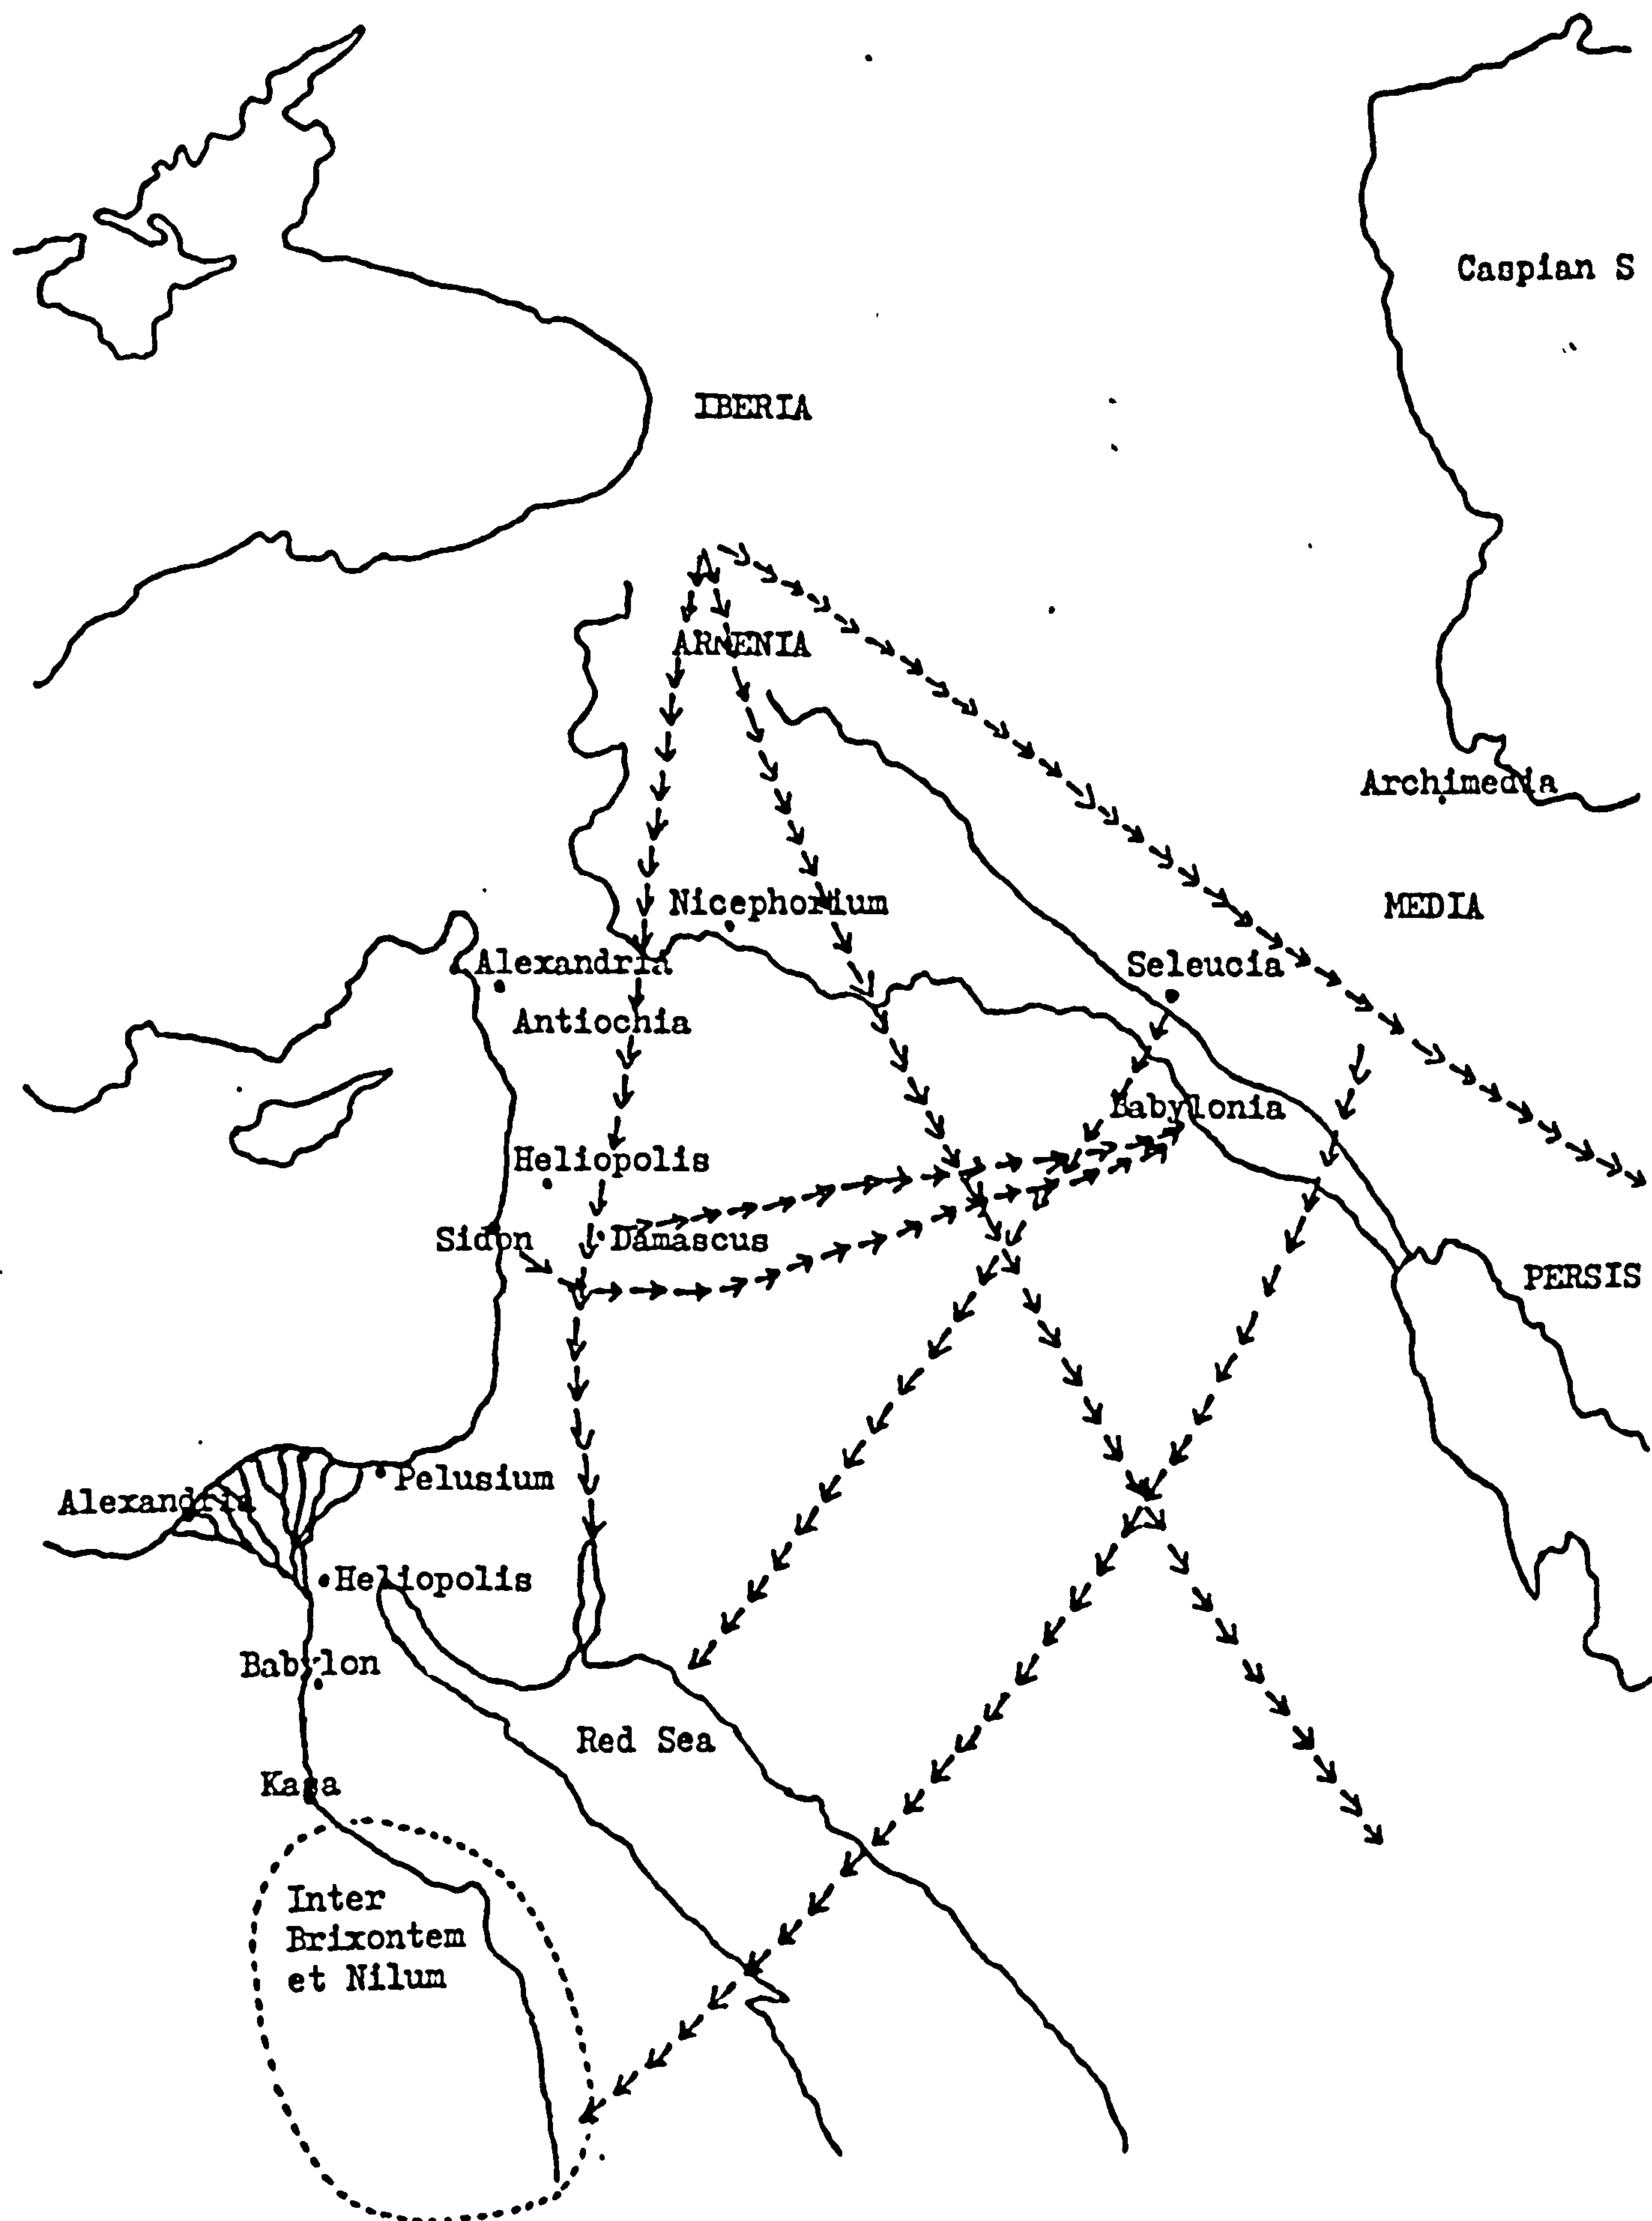 Caspian S
IBERIA
ARMENIA
Archimedia
Nicephorium
MEDIA
Alexandria
Seleucia
Antiochia
Babylonia
Heliopolis
Sidon
Damascus
PERSIS
Pelusium
Alexandria
Heliopolis
Babylon
Red Sea
Kasa
Inter
Brixontem
et Nilum